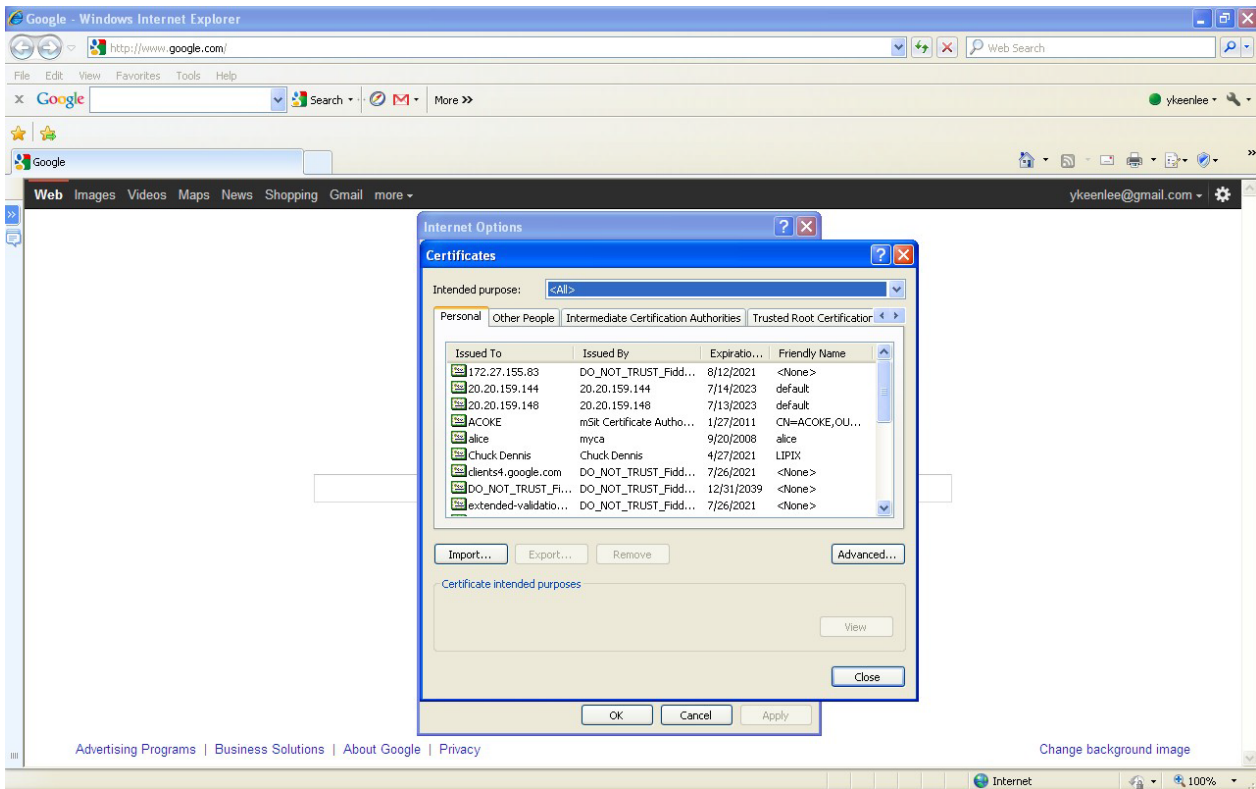 Google - Windows Internet Explorer
http://www.google.com/
Web Search
File Edit View Favorites Tools Help
x Google Search More »
ykeenlee
Google
Web Images Videos Maps News Shopping Gmail more
ykeenlee@gmail.com
Internet Options
Certificates
Intended purpose: <All>
Personal Other People Intermediate Certification Authorities Trusted Root Certification
Issued To Issued By Expiratio... Friendly Name
172.27.155.83 DO_NOT_TRUST_Fidd... 8/12/2021 <None>
20.20.159.144 20.20.159.144 7/14/2023 default
20.20.159.148 20.20.159.148 7/13/2023 default
ACOKE mSit Certificate Autho... 1/27/2011 CN=ACOKE,OU...
alice myca 9/20/2008 alice
Chuck Dennis Chuck Dennis 4/27/2021 LIPIX
clients4.google.com DO_NOT_TRUST_Fidd... 7/26/2021 <None>
DO_NOT_TRUST_Fi... DO_NOT_TRUST_Fidd... 12/31/2039 <None>
extended-validatio... DO_NOT_TRUST_Fidd... 7/26/2021 <None>
Import... Export... Remove Advanced...
Certificate intended purposes
View
Close
OK Cancel Apply
Advertising Programs | Business Solutions | About Google | Privacy
Change background image
Internet 100%